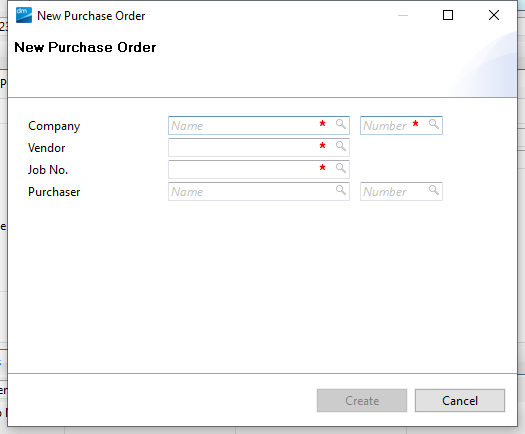 dm New Purchase Order
New Purchase Order
Company Name * Number *
Vendor *
Job No. *
Purchaser Name Number
Create Cancel